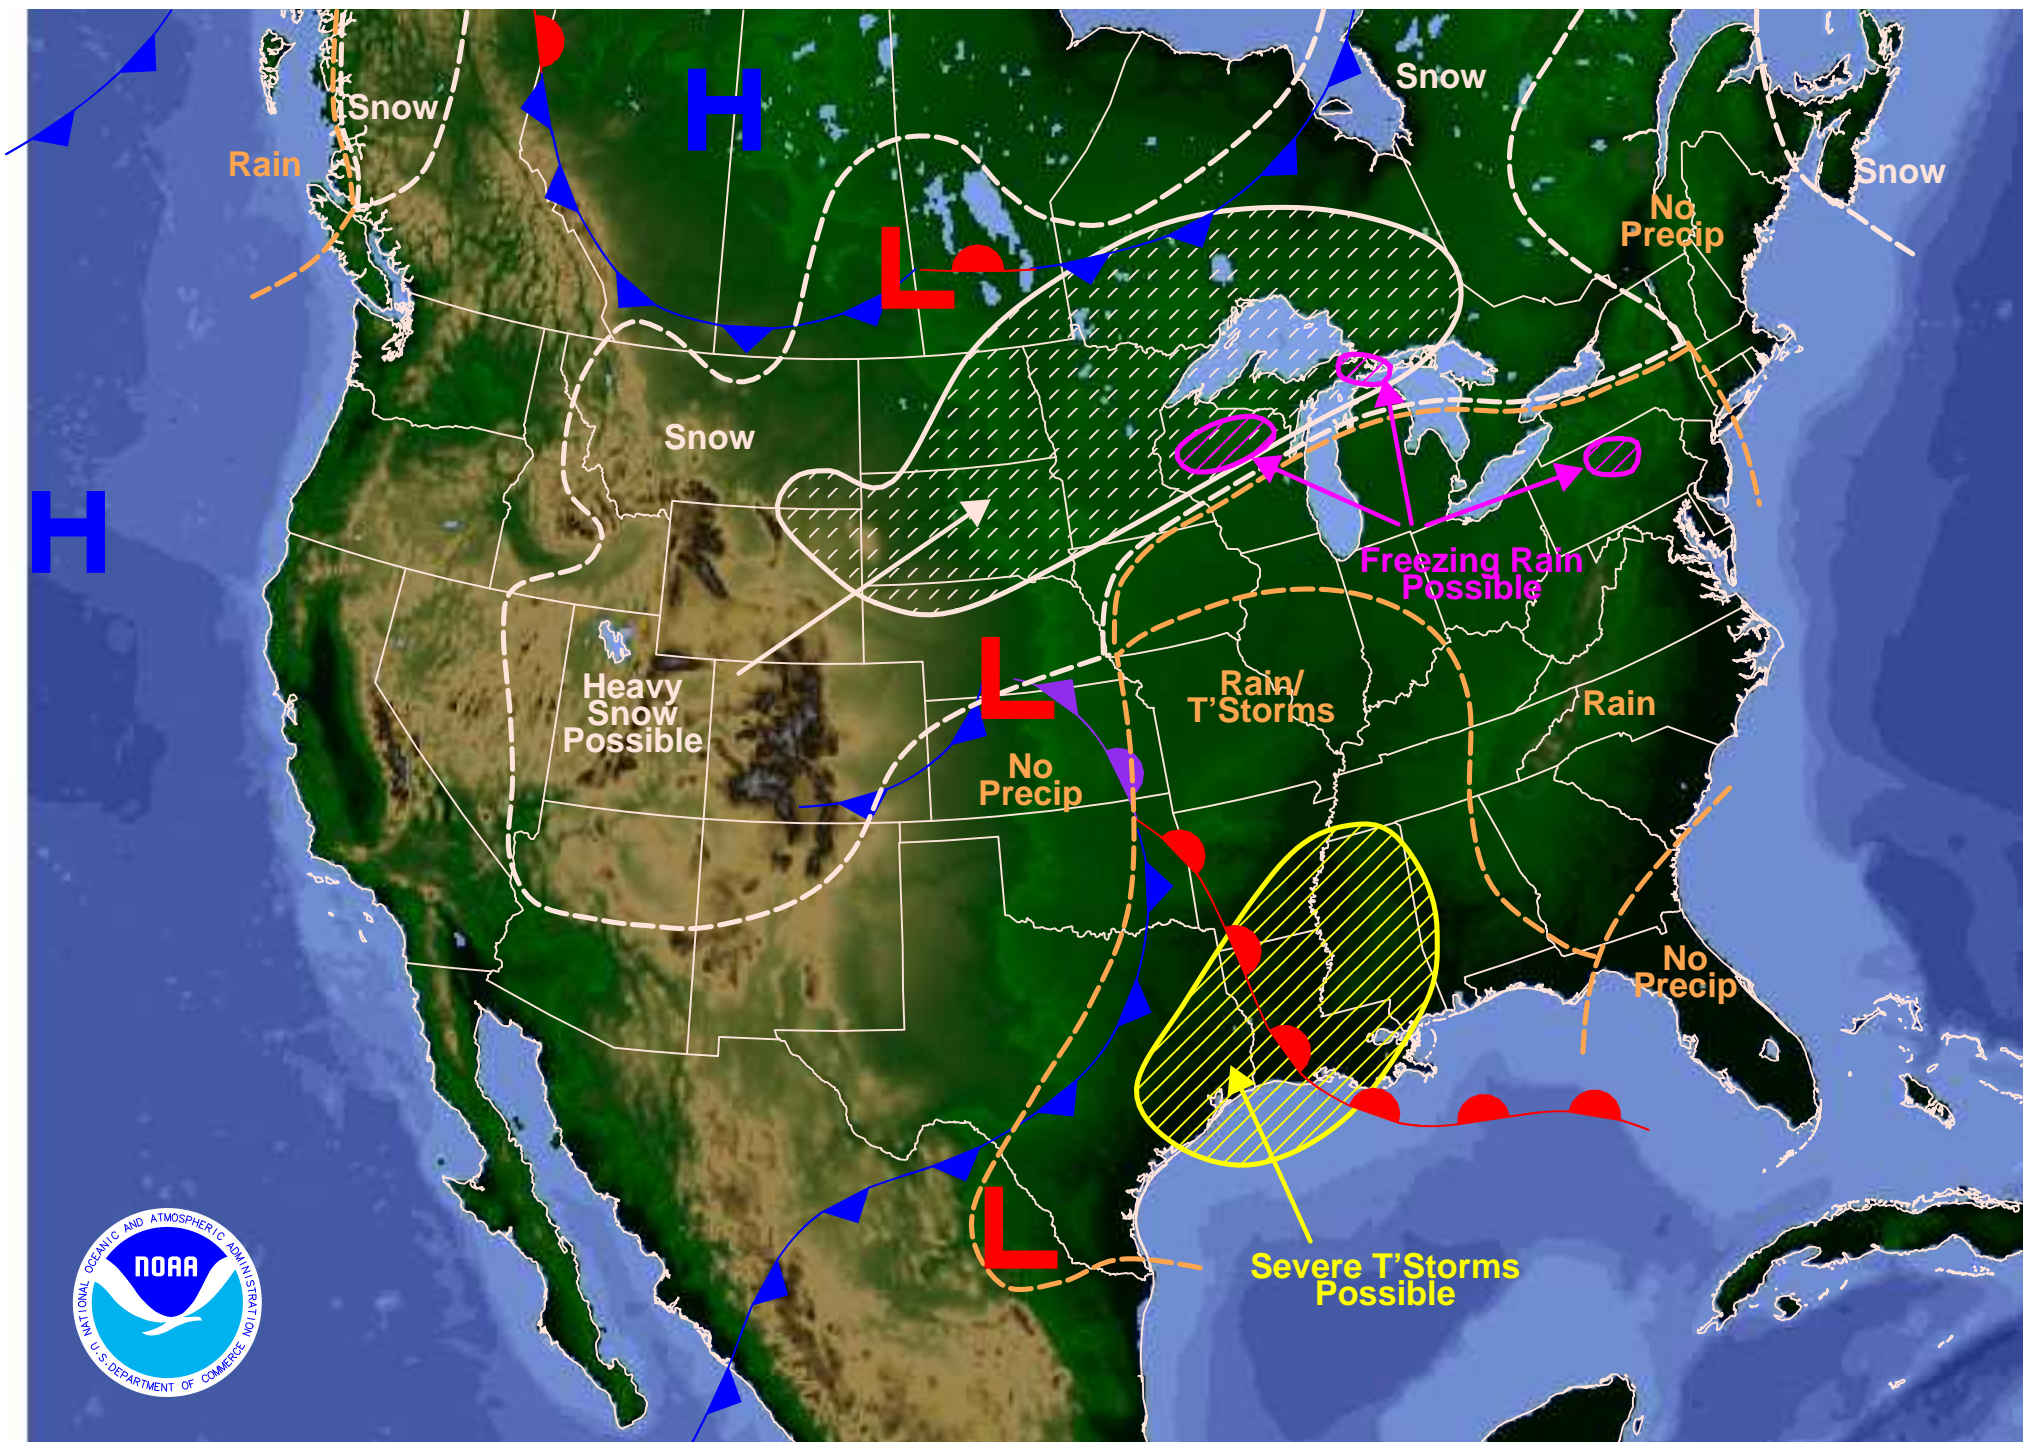 H
Snow
Snow
Rain
Snow
No
Precip
L
Snow
H
Freezing Rain
Possible
Heavy
Snow
Possible
L
Rain/
T'Storms
Rain
No
Precip
No
Precip
L
Severe T'Storms
Possible
NATIONAL OCEANIC AND ATMOSPHERIC ADMINISTRATION
NOAA
U.S. DEPARTMENT OF COMMERCE